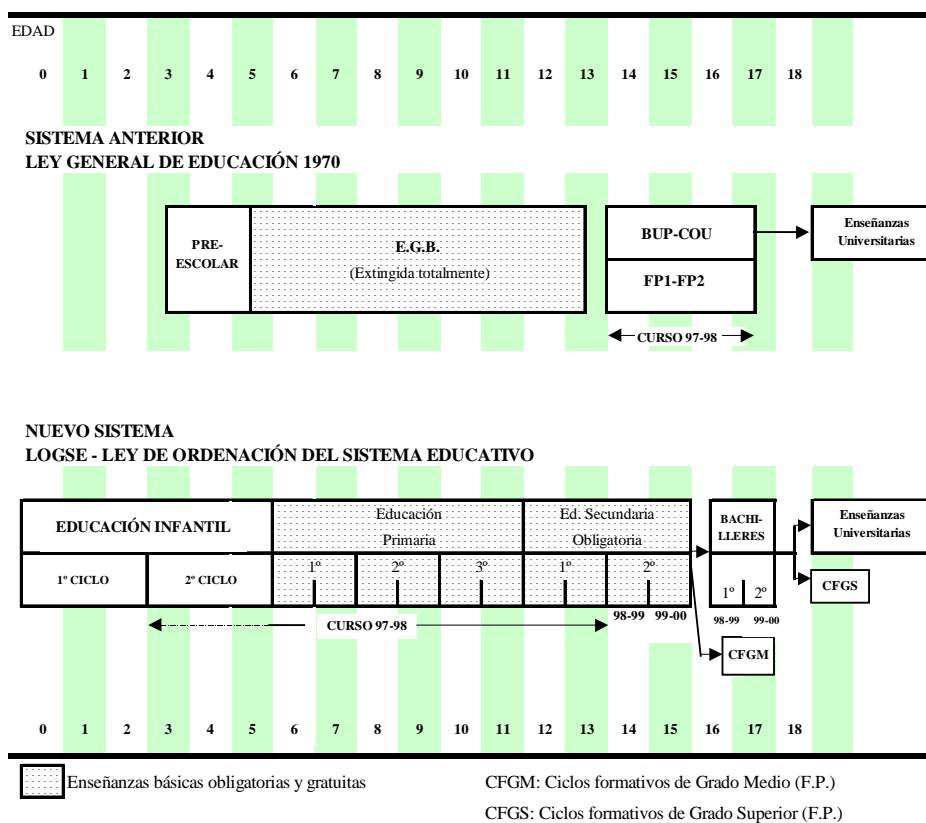 EDAD
0 1 2 3 4 5 6 7 8 9 10 11 12 13 14 15 16 17 18
SISTEMA ANTERIOR
LEY GENERAL DE EDUCACIÓN 1970
PRE-
ESCOLAR
E.G.B.
(Extingida totalmente)
BUP-COU
FP1-FP2
Enseñanzas
Universitarias
CURSO 97-98
NUEVO SISTEMA
LOGSE - LEY DE ORDENACIÓN DEL SISTEMA EDUCATIVO
EDUCACIÓN INFANTIL
Educación
Primaria
Ed. Secundaria
Obligatoria
BACHI-
LLERES
Enseñanzas
Universitarias
1º CICLO 2º CICLO 1º 2º 3º 1º 2º 1º 2º CFGS
CURSO 97-98 98-99 99-00 98-99 99-00
CFGM
0 1 2 3 4 5 6 7 8 9 10 11 12 13 14 15 16 17 18
Enseñanzas básicas obligatorias y gratuitas
CFGM: Ciclos formativos de Grado Medio (F.P.)
CFGS: Ciclos formativos de Grado Superior (F.P.)